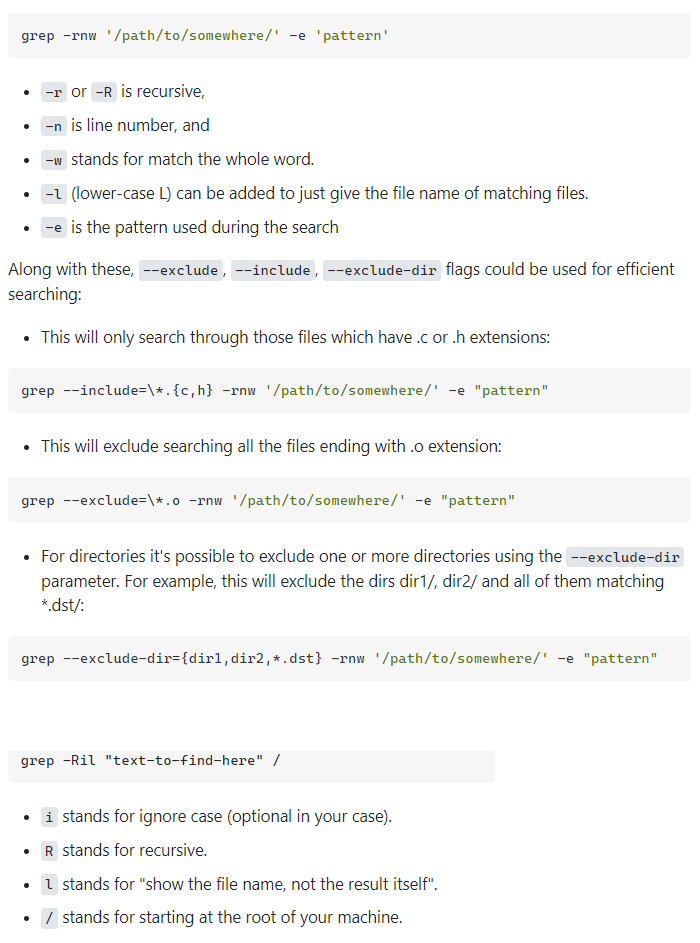 grep -rnw '/path/to/somewhere/' -e 'pattern'
• -r or -R is recursive,
• -n is line number, and
• -w stands for match the whole word.
• -l (lower-case L) can be added to just give the file name of matching files.
• -e is the pattern used during the search
Along with these, --exclude, --include, --exclude-dir flags could be used for efficient
searching:
• This will only search through those files which have .c or .h extensions:
grep --include=\*.{c,h} -rnw '/path/to/somewhere/' -e "pattern"
• This will exclude searching all the files ending with .o extension:
grep --exclude=\*.o -rnw '/path/to/somewhere/' -e "pattern"
• For directories it's possible to exclude one or more directories using the --exclude-dir
parameter. For example, this will exclude the dirs dir1/, dir2/ and all of them matching
*.dst/:
grep --exclude-dir={dir1,dir2,*.dst} -rnw '/path/to/somewhere/' -e "pattern"
grep -Ril "text-to-find-here" /
• i stands for ignore case (optional in your case).
• R stands for recursive.
• l stands for "show the file name, not the result itself".
• / stands for starting at the root of your machine.